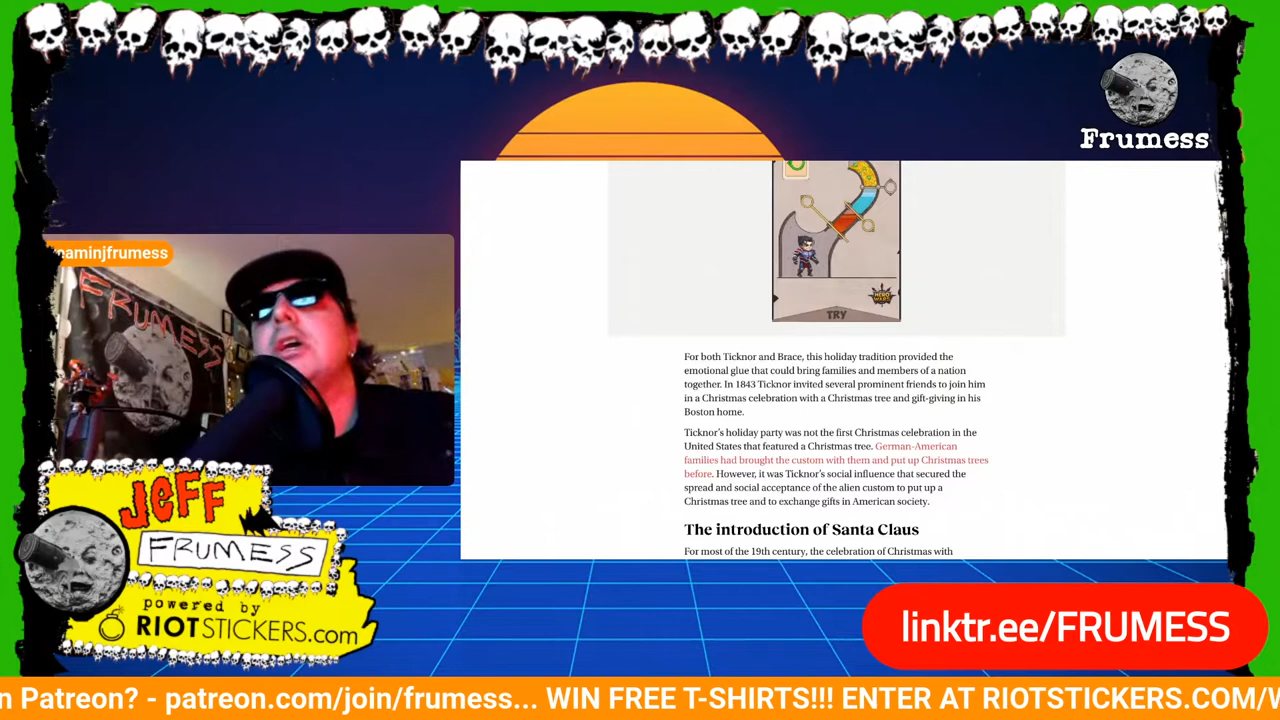 Frumess
aminjfrumess
FRUMESS
HERO
WARS
TRY
For both Ticknor and Brace, this holiday tradition provided the
emotional glue that could bring families and members of a nation
together. In 1843 Ticknor invited several prominent friends to join him
in a Christmas celebration with a Christmas tree and gift-giving in his
Boston home.
Ticknor’s holiday party was not the first Christmas celebration in the
United States that featured a Christmas tree. German-American
families had brought the custom with them and put up Christmas trees
before. However, it was Ticknor’s social influence that secured the
spread and social acceptance of the alien custom to put up a
Christmas tree and to exchange gifts in American society.
The introduction of Santa Claus
For most of the 19th century, the celebration of Christmas with
JEFF
FRUMESS
powered by
RIOTSTICKERS.com
linktr.ee/FRUMESS
n Patreon? - patreon.com/join/frumess... WIN FREE T-SHIRTS!!! ENTER AT RIOTSTICKERS.COM/W